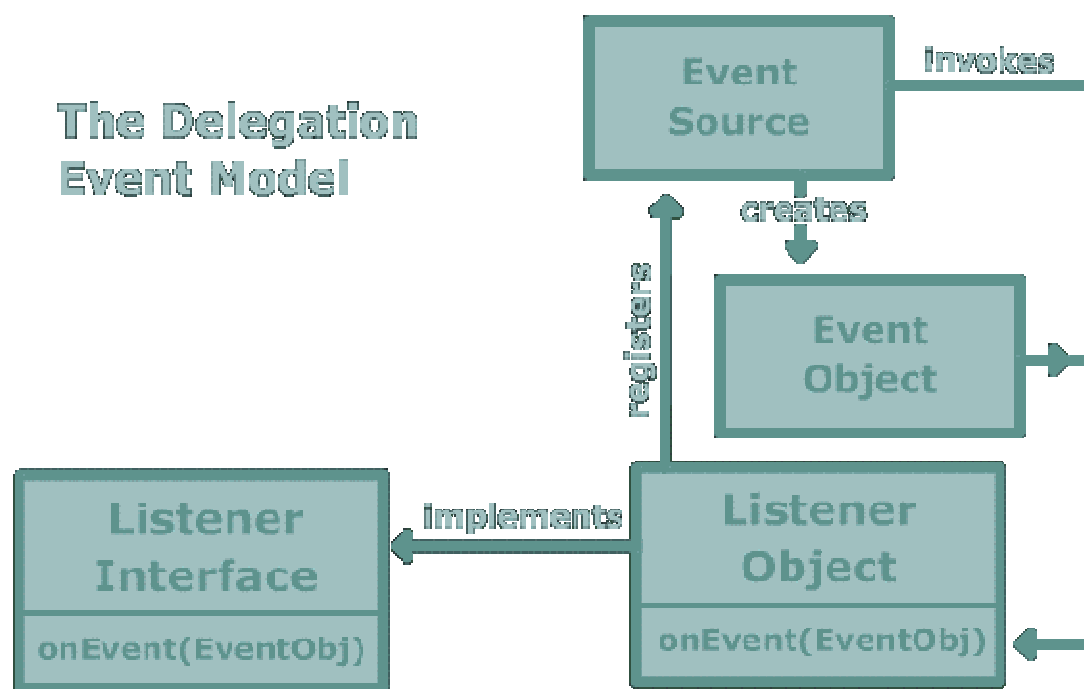 The Delegation
Event Model
Event
Source
invokes
creates
registers
Event
Object
Listener
Interface
onEvent(EventObj)
implements
Listener
Object
onEvent(EventObj)